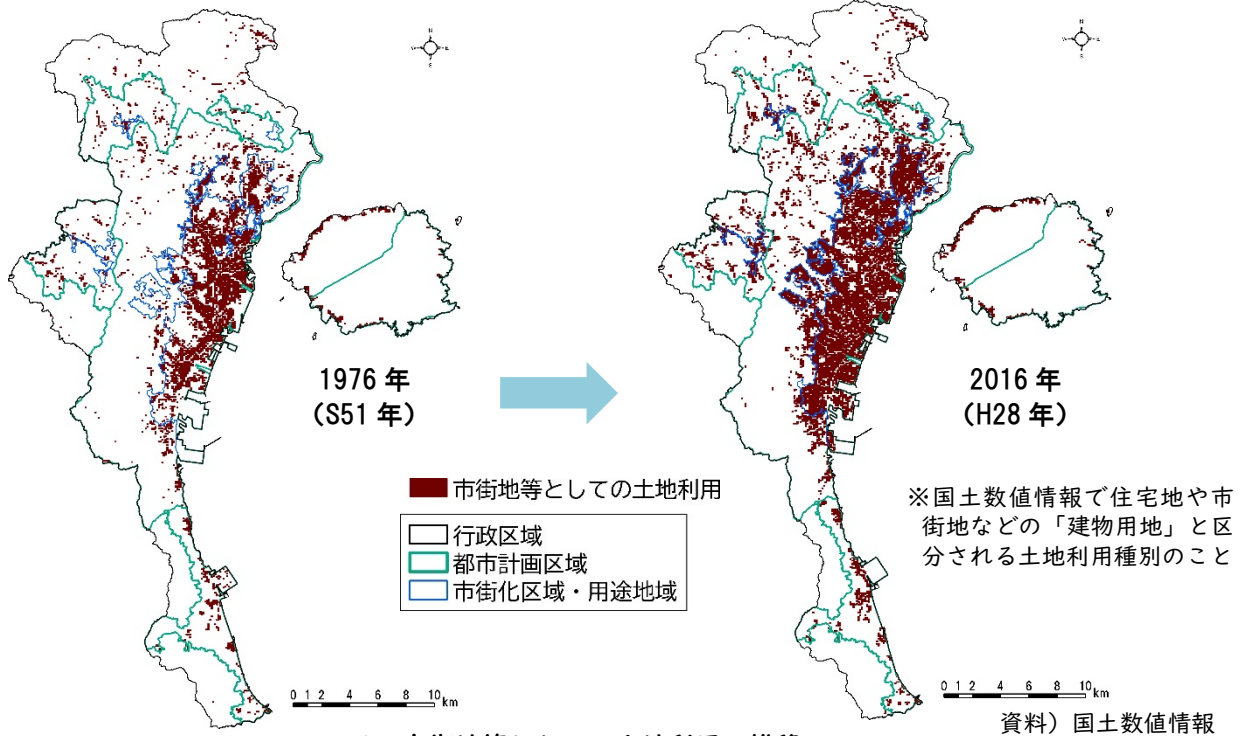 N
W
E
S
N
W
E
S
1976 年
(S51 年)
2016 年
(H28 年)
市街地等としての土地利用
行政区域
都市計画区域
市街化区域・用途地域
※国土数値情報で住宅地や市
街地などの「建物用地」と区
分される土地利用種別のこと
0 1 2 4 6 8 10 km
0 1 2 4 6 8 10 km
資料）国土数値情報